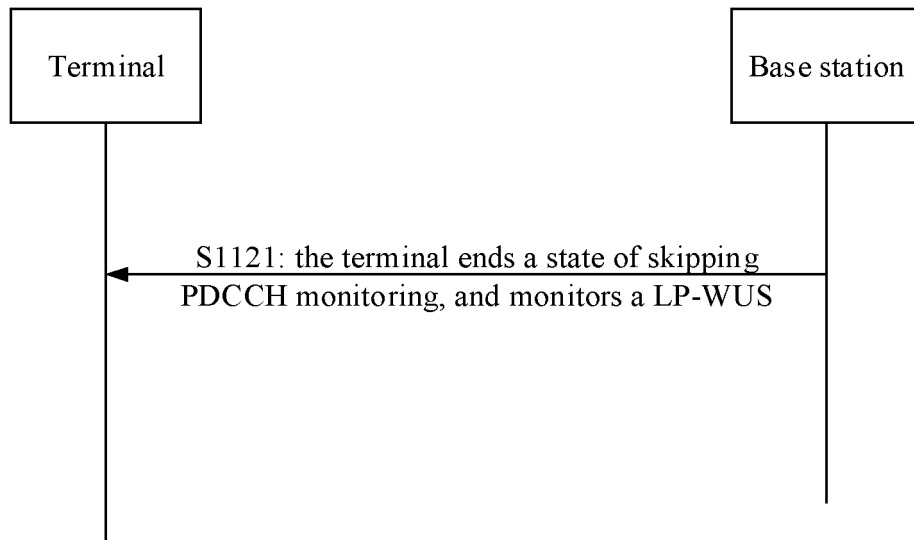 Terminal
Base station
S1121: the terminal ends a state of skipping
PDCCH monitoring, and monitors a LP-WUS